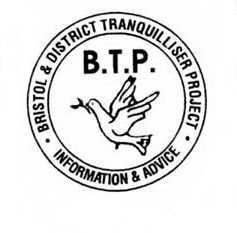 • BRISTOL & DISTRICT TRANQUILLISER PROJECT •
B.T.P.
INFORMATION & ADVICE